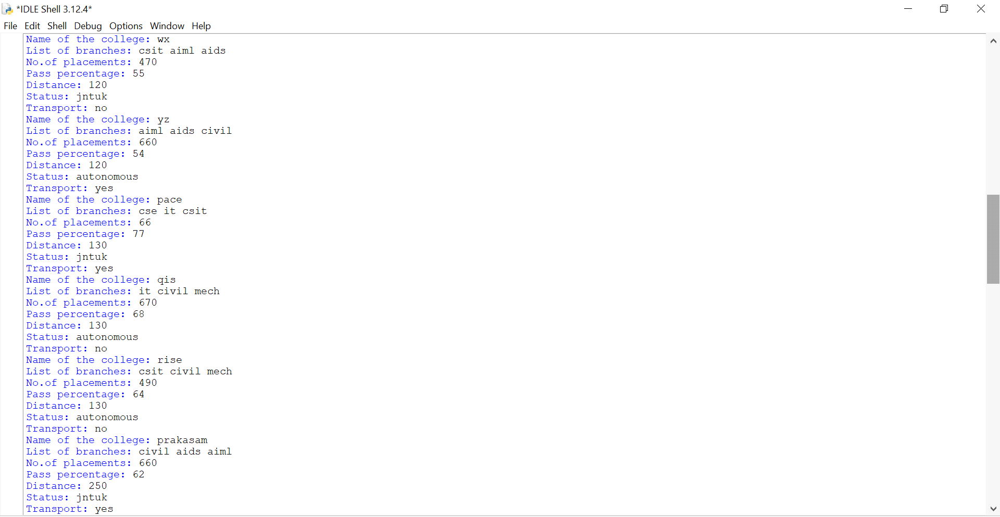 *IDLE Shell 3.12.4*
File Edit Shell Debug Options Window Help
Name of the college: wx
List of branches: csit aiml aids
No.of placements: 470
Pass percentage: 55
Distance: 120
Status: jntuk
Transport: no
Name of the college: yz
List of branches: aiml aids civil
No.of placements: 660
Pass percentage: 54
Distance: 120
Status: autonomous
Transport: yes
Name of the college: pace
List of branches: cse it csit
No.of placements: 66
Pass percentage: 77
Distance: 130
Status: jntuk
Transport: yes
Name of the college: qis
List of branches: it civil mech
No.of placements: 670
Pass percentage: 68
Distance: 130
Status: autonomous
Transport: no
Name of the college: rise
List of branches: csit civil mech
No.of placements: 490
Pass percentage: 64
Distance: 130
Status: autonomous
Transport: no
Name of the college: prakasam
List of branches: civil aids aiml
No.of placements: 660
Pass percentage: 62
Distance: 250
Status: jntuk
Transport: yes